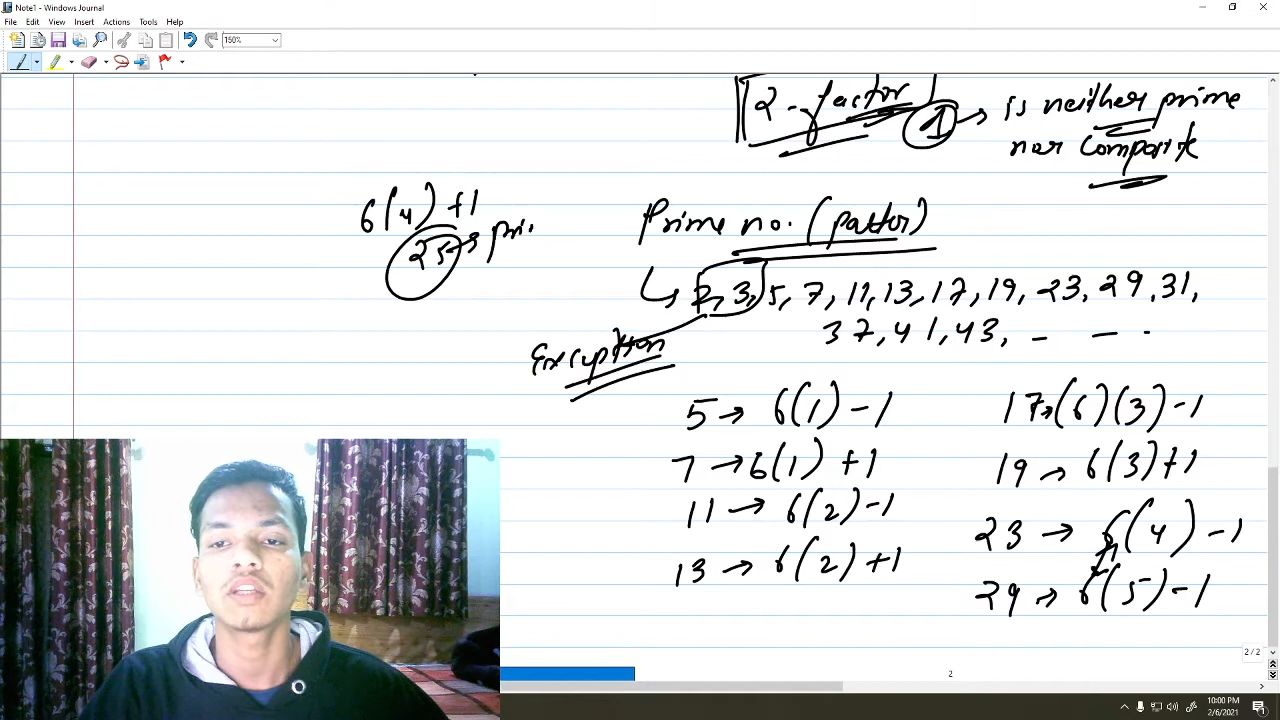 Note1 - Windows Journal
File Edit View Insert Actions Tools Help
150%
2 - factor
1 → is neither prime
nor composite
6(4) +1
25 → pri.
Prime no. (pattor)
↳ 2, 3, 5, 7, 11, 13, 17, 19, 23, 29, 31,
37, 41, 43, - - -
Exception
5 → 6(1) - 1
7 → 6(1) + 1
11 → 6(2) - 1
13 → 6(2) + 1
17 → (6)(3) - 1
19 → 6(3) + 1
23 → 6(4) - 1
29 → 6(5) - 1
2 / 2
2
10:00 PM
2/6/2021